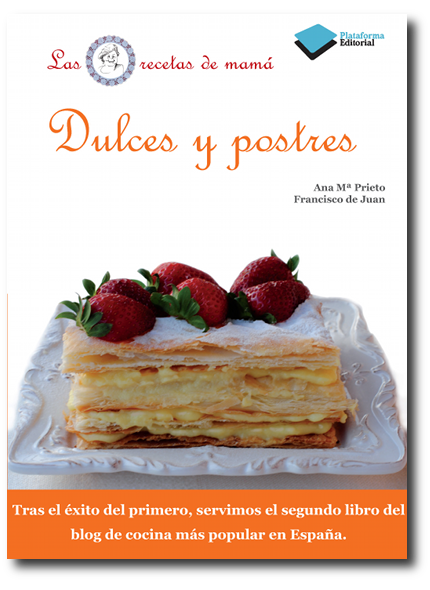 Las recetas de mamá
Plataforma
Editorial
Dulces y postres
Ana Mª Prieto
Francisco de Juan
Tras el éxito del primero, servimos el segundo libro del
blog de cocina más popular en España.